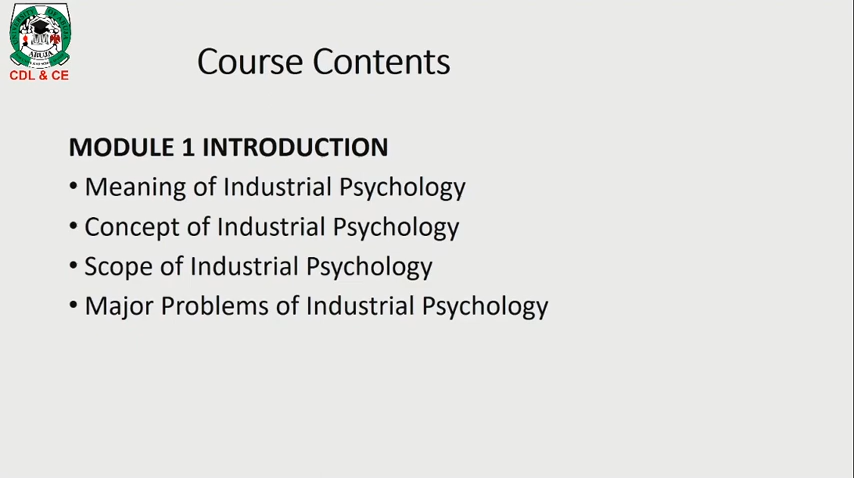 ABUJA
CDL & CE
Course Contents
MODULE 1 INTRODUCTION
• Meaning of Industrial Psychology
• Concept of Industrial Psychology
• Scope of Industrial Psychology
• Major Problems of Industrial Psychology